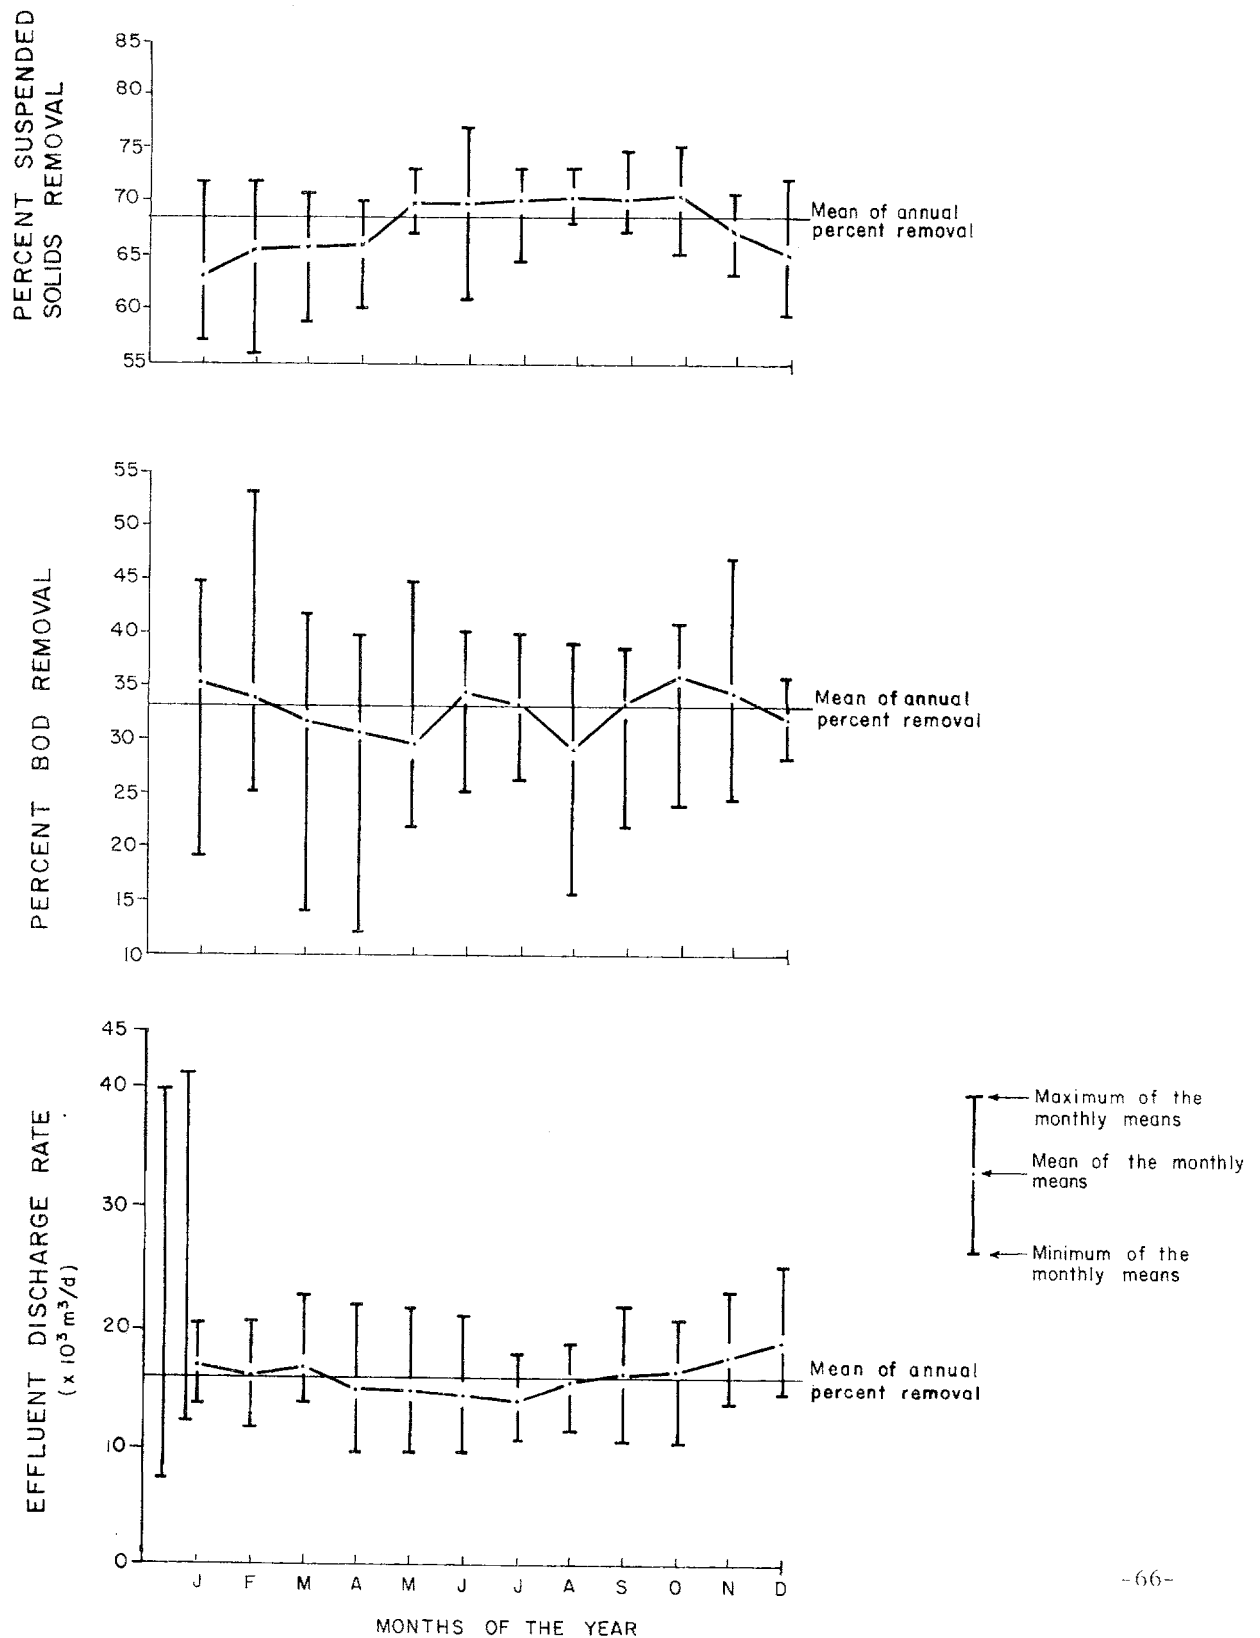 PERCENT SUSPENDED
SOLIDS REMOVAL
85
80
75
70
65
60
55
Mean of annual
percent removal
PERCENT BOD REMOVAL
55
50
45
40
35
30
25
20
15
10
Mean of annual
percent removal
EFFLUENT DISCHARGE RATE
(x 10³ m³/d)
45
40
30
20
10
0
Mean of annual
percent removal
J F M A M J J A S O N D
MONTHS OF THE YEAR
Maximum of the
monthly means
Mean of the monthly
means
Minimum of the
monthly means
-66-